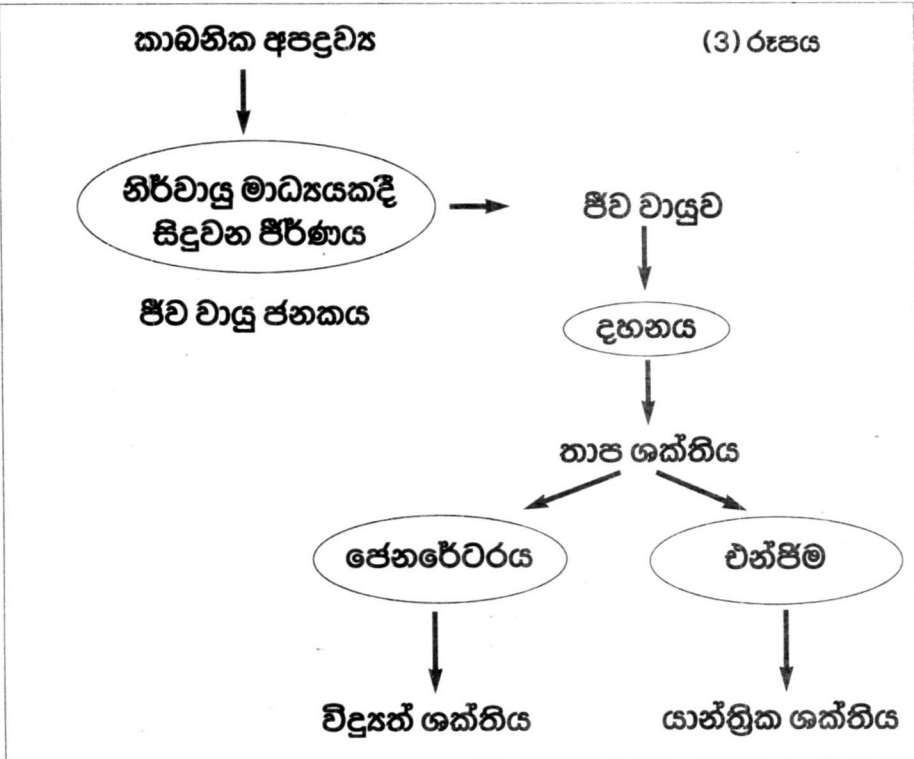 කාබනික අපද්‍රව්‍ය
(3) රූපය
නිර්වායු මාධ්‍යයකදී
සිදුවන ජීර්ණය
ජීව වායුව
ජීව වායු ජනකය
දහනය
තාප ශක්තිය
ජෙනරේටරය
එන්ජිම
විද්‍යුත් ශක්තිය
යාන්ත්‍රික ශක්තිය